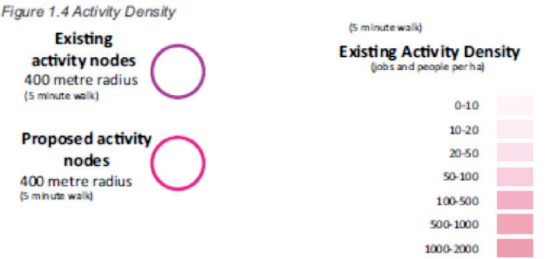 Figure 1.4 Activity Density
Existing
activity nodes
400 metre radius
(5 minute walk)
Proposed activity
nodes
400 metre radius
(5 minute walk)
(5 minute walk)
Existing Activity Density
(jobs and people per ha)
0-10
10-20
20-50
50-100
100-500
500-1000
1000-2000